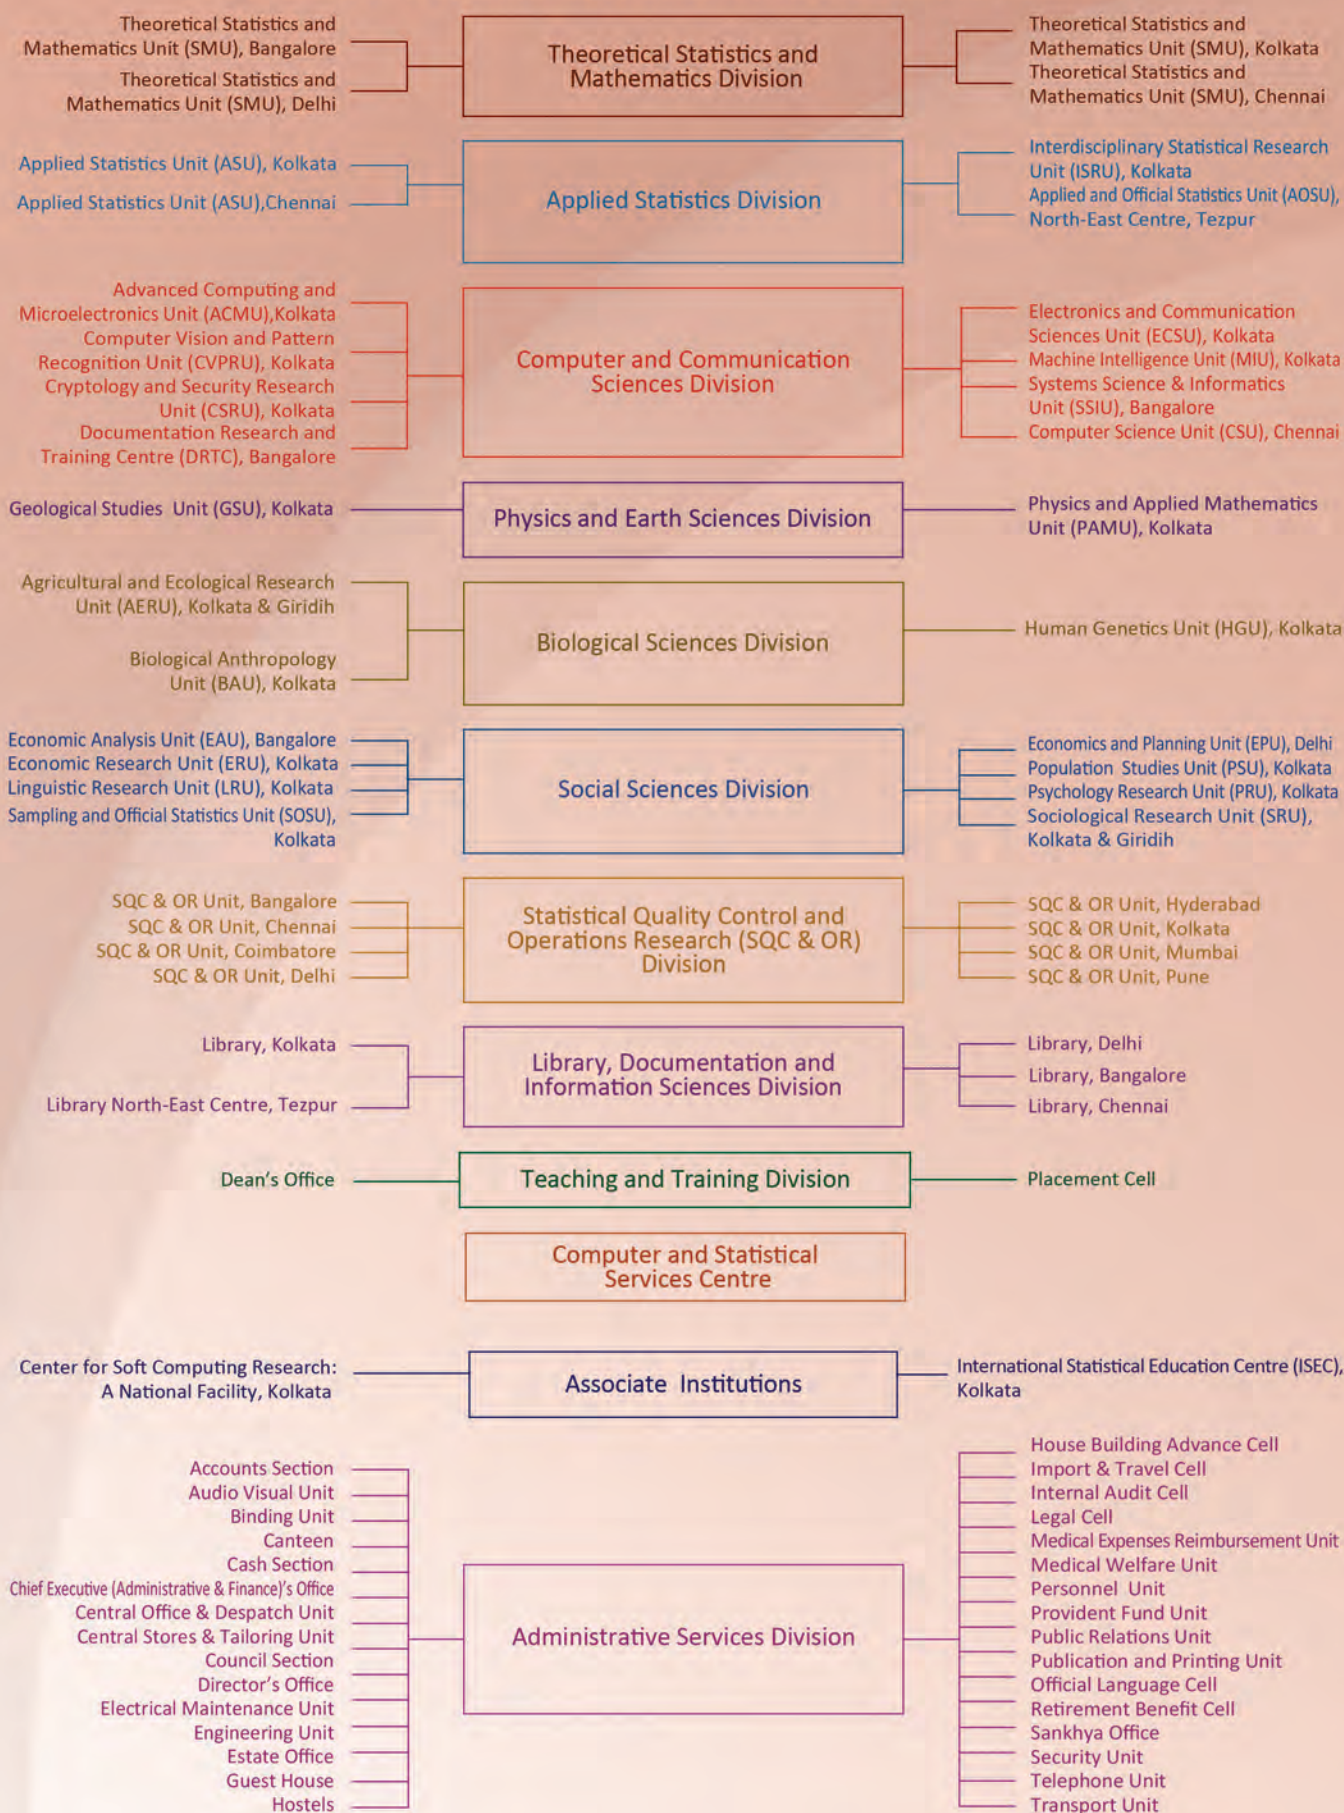 Theoretical Statistics and
Mathematics Unit (SMU), Bangalore
Theoretical Statistics and
Mathematics Unit (SMU), Delhi
Theoretical Statistics and
Mathematics Division
Theoretical Statistics and
Mathematics Unit (SMU), Kolkata
Theoretical Statistics and
Mathematics Unit (SMU), Chennai
Applied Statistics Unit (ASU), Kolkata
Applied Statistics Unit (ASU),Chennai
Applied Statistics Division
Interdisciplinary Statistical Research
Unit (ISRU), Kolkata
Applied and Official Statistics Unit (AOSU),
North-East Centre, Tezpur
Advanced Computing and
Microelectronics Unit (ACMU),Kolkata
Computer Vision and Pattern
Recognition Unit (CVPRU), Kolkata
Cryptology and Security Research
Unit (CSRU), Kolkata
Documentation Research and
Training Centre (DRTC), Bangalore
Computer and Communication
Sciences Division
Electronics and Communication
Sciences Unit (ECSU), Kolkata
Machine Intelligence Unit (MIU), Kolkata
Systems Science & Informatics
Unit (SSIU), Bangalore
Computer Science Unit (CSU), Chennai
Geological Studies Unit (GSU), Kolkata
Physics and Earth Sciences Division
Physics and Applied Mathematics
Unit (PAMU), Kolkata
Agricultural and Ecological Research
Unit (AERU), Kolkata & Giridih
Biological Anthropology
Unit (BAU), Kolkata
Biological Sciences Division
Human Genetics Unit (HGU), Kolkata
Economic Analysis Unit (EAU), Bangalore
Economic Research Unit (ERU), Kolkata
Linguistic Research Unit (LRU), Kolkata
Sampling and Official Statistics Unit (SOSU),
Kolkata
Social Sciences Division
Economics and Planning Unit (EPU), Delhi
Population Studies Unit (PSU), Kolkata
Psychology Research Unit (PRU), Kolkata
Sociological Research Unit (SRU),
Kolkata & Giridih
SQC & OR Unit, Bangalore
SQC & OR Unit, Chennai
SQC & OR Unit, Coimbatore
SQC & OR Unit, Delhi
Statistical Quality Control and
Operations Research (SQC & OR)
Division
SQC & OR Unit, Hyderabad
SQC & OR Unit, Kolkata
SQC & OR Unit, Mumbai
SQC & OR Unit, Pune
Library, Kolkata
Library North-East Centre, Tezpur
Library, Documentation and
Information Sciences Division
Library, Delhi
Library, Bangalore
Library, Chennai
Dean's Office
Teaching and Training Division
Placement Cell
Computer and Statistical
Services Centre
Center for Soft Computing Research:
A National Facility, Kolkata
Associate Institutions
International Statistical Education Centre (ISEC),
Kolkata
Accounts Section
Audio Visual Unit
Binding Unit
Canteen
Cash Section
Chief Executive (Administrative & Finance)'s Office
Central Office & Despatch Unit
Central Stores & Tailoring Unit
Council Section
Director's Office
Electrical Maintenance Unit
Engineering Unit
Estate Office
Guest House
Hostels
Administrative Services Division
House Building Advance Cell
Import & Travel Cell
Internal Audit Cell
Legal Cell
Medical Expenses Reimbursement Unit
Medical Welfare Unit
Personnel Unit
Provident Fund Unit
Public Relations Unit
Publication and Printing Unit
Official Language Cell
Retirement Benefit Cell
Sankhya Office
Security Unit
Telephone Unit
Transport Unit